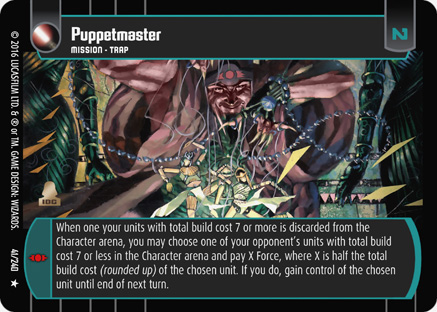 Puppetmaster
MISSION - TRAP
N
© 2016 LUCASFILM LTD. & ® or TM. GAME DESIGN: WIZARDS.
IDC
When one your units with total build cost 7 or more is discarded from the
Character arena, you may choose one of your opponent's units with total build
cost 7 or less in the Character arena and pay X Force, where X is half the total
build cost (rounded up) of the chosen unit. If you do, gain control of the chosen
unit until end of next turn.
41/240